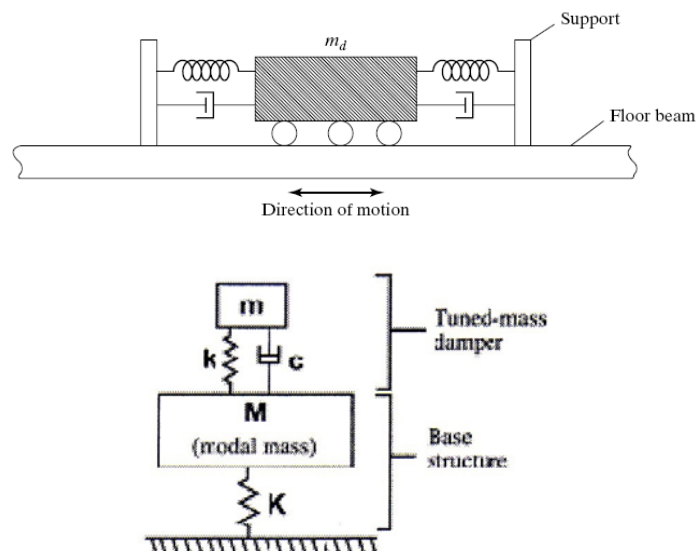 Support
m_d
Floor beam
Direction of motion
m
Tuned-mass
damper
k
c
M
(modal mass)
Base
structure
K